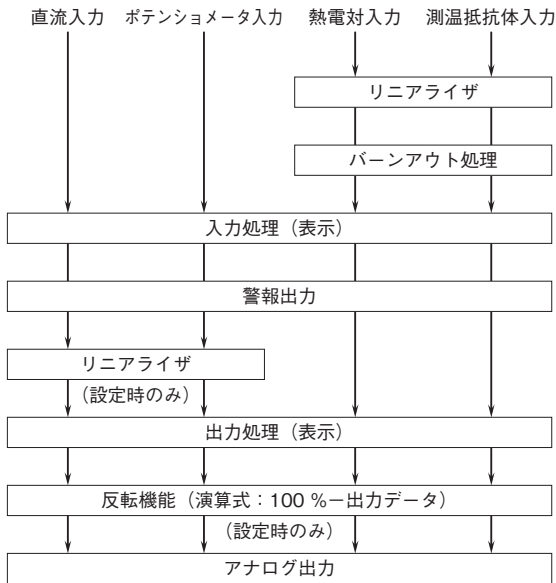 直流入力 ポテンショメータ入力 熱電対入力 測温抵抗体入力
リニアライザ
バーンアウト処理
入力処理（表示）
警報出力
リニアライザ
（設定時のみ）
出力処理（表示）
反転機能（演算式：100 %－出力データ）
（設定時のみ）
アナログ出力